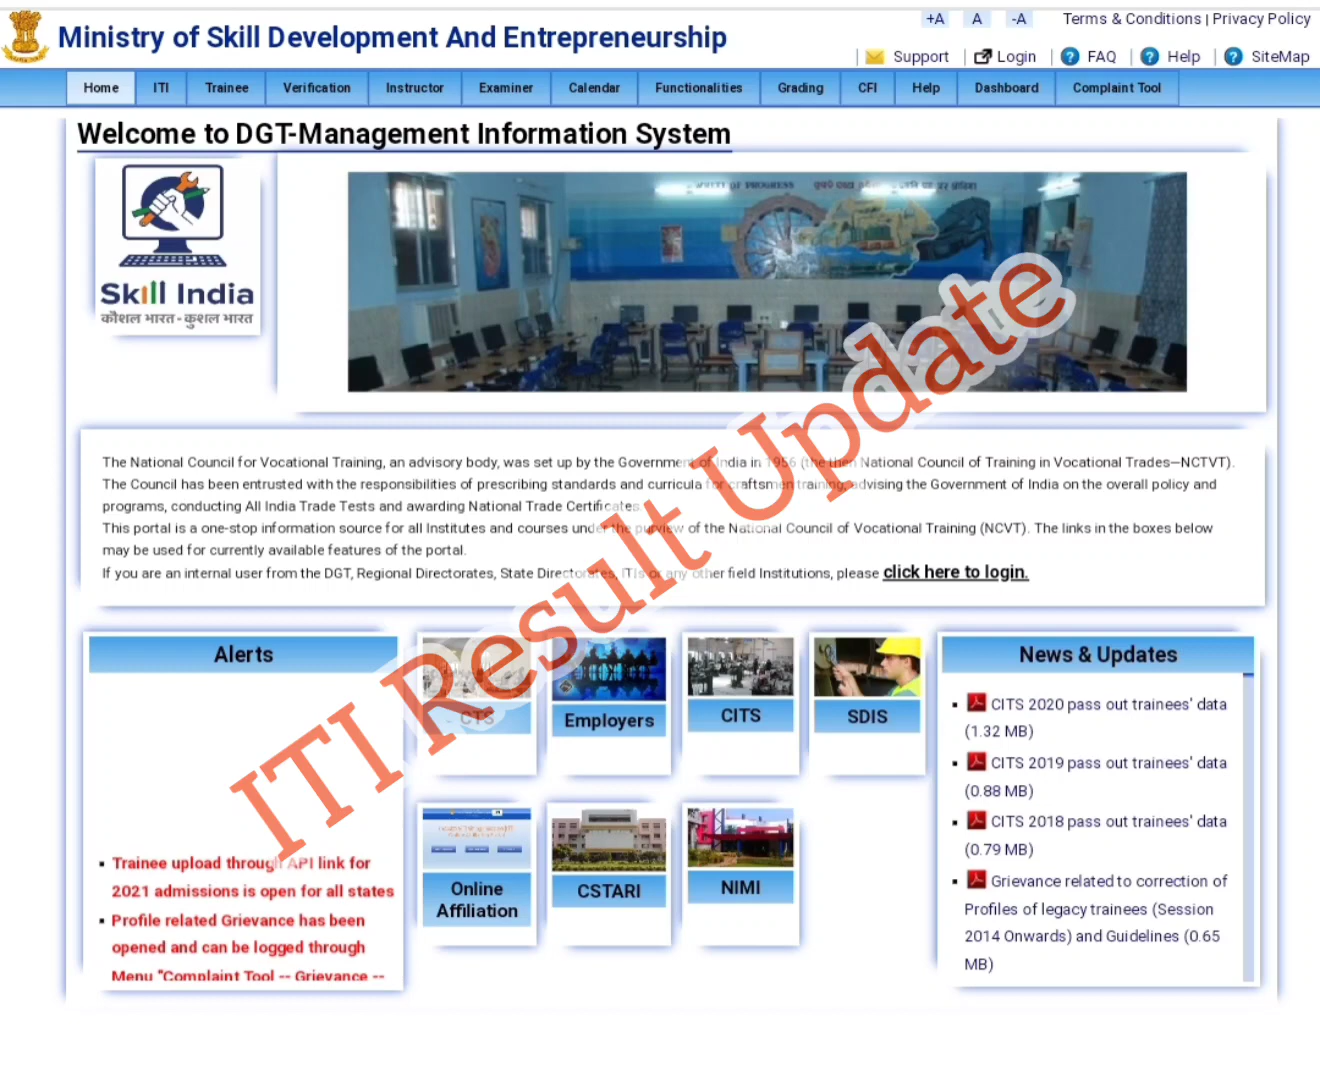 +A A -A Terms & Conditions | Privacy Policy
Ministry of Skill Development And Entrepreneurship
Support Login FAQ Help SiteMap
Home ITI Trainee Verification Instructor Examiner Calendar Functionalities Grading CFI Help Dashboard Complaint Tool
Welcome to DGT-Management Information System
Skill India
कौशल भारत - कुशल भारत
ITI Result Update
The National Council for Vocational Training, an advisory body, was set up by the Government of India in 1956 (the then National Council of Training in Vocational Trades—NCTVT).
The Council has been entrusted with the responsibilities of prescribing standards and curricula for craftsmen training, advising the Government of India on the overall policy and
programs, conducting All India Trade Tests and awarding National Trade Certificates.
This portal is a one-stop information source for all Institutes and courses under the purview of the National Council of Vocational Training (NCVT). The links in the boxes below
may be used for currently available features of the portal.
If you are an internal user from the DGT, Regional Directorates, State Directorates, ITIs or any other field Institutions, please click here to login.
Alerts
Trainee upload through API link for
2021 admissions is open for all states
Profile related Grievance has been
opened and can be logged through
Menu "Complaint Tool -- Grievance --
CTS
Employers
CITS
SDIS
Online
Affiliation
CSTARI
NIMI
News & Updates
CITS 2020 pass out trainees' data
(1.32 MB)
CITS 2019 pass out trainees' data
(0.88 MB)
CITS 2018 pass out trainees' data
(0.79 MB)
Grievance related to correction of
Profiles of legacy trainees (Session
2014 Onwards) and Guidelines (0.65
MB)